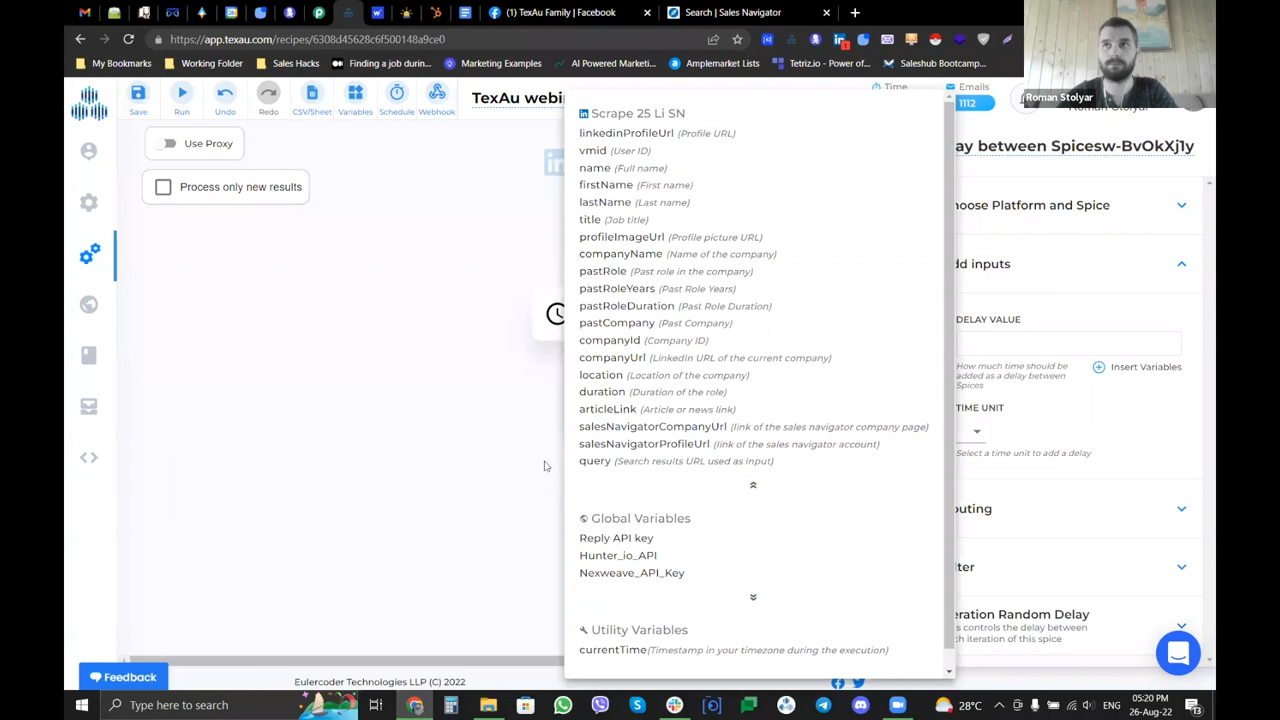 (1) TexAu Family | Facebook
Search | Sales Navigator
https://app.texau.com/recipes/6308d45628c6f500148a9ce0
My Bookmarks
Working Folder
Sales Hacks
Finding a job durin...
Marketing Examples
AI Powered Marketi...
Amplemarket Lists
Tetriz.io - Power of...
Saleshub Bootcamp...
Roman Stolyar
Save
Run
Undo
Redo
CSV/Sheet
Variables
Schedule
Webhook
TexAu webi
Time
Emails
1112
Use Proxy
Process only new results
Scrape 25 Li SN
linkedinProfileUrl (Profile URL)
vmid (User ID)
name (Full name)
firstName (First name)
lastName (Last name)
title (Job title)
profileImageUrl (Profile picture URL)
companyName (Name of the company)
pastRole (Past role in the company)
pastRoleYears (Past Role Years)
pastRoleDuration (Past Role Duration)
pastCompany (Past Company)
companyId (Company ID)
companyUrl (LinkedIn URL of the current company)
location (Location of the company)
duration (Duration of the role)
articleLink (Article or news link)
salesNavigatorCompanyUrl (link of the sales navigator company page)
salesNavigatorProfileUrl (link of the sales navigator account)
query (Search results URL used as input)
Global Variables
Reply API key
Hunter_io_API
Nexweave_API_Key
Utility Variables
currentTime(Timestamp in your timezone during the execution)
ay between Spicesw-BvOkXj1y
hoose Platform and Spice
dd inputs
DELAY VALUE
How much time should be
added as a delay between
Spices
Insert Variables
TIME UNIT
Select a time unit to add a delay
outing
lter
eration Random Delay
s controls the delay between
ch iteration of this spice
Feedback
Eulercoder Technologies LLP (C) 2022
Type here to search
28°C
ENG
05:20 PM
26-Aug-22
13